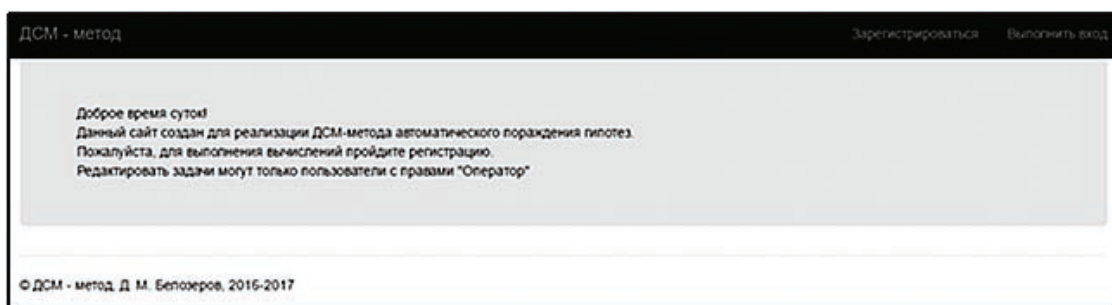 ДСМ - метод Зарегистрироваться Выполнить вход
Доброе время суток!
Данный сайт создан для реализации ДСМ-метода автоматического пораждения гипотез.
Пожалуйста, для выполнения вычислений пройдите регистрацию.
Редактировать задачи могут только пользователи с правами "Оператор"
© ДСМ - метод, Д. М. Белозеров, 2016-2017